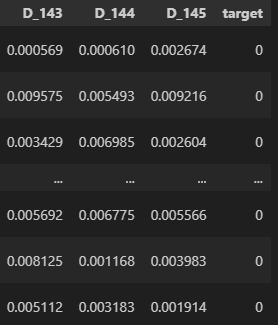 D_143 D_144 D_145 target
0.000569 0.000610 0.002674 0
0.009575 0.005493 0.009216 0
0.003429 0.006985 0.002604 0
... ... ... ...
0.005692 0.006775 0.005566 0
0.008125 0.001168 0.003983 0
0.005112 0.003183 0.001914 0